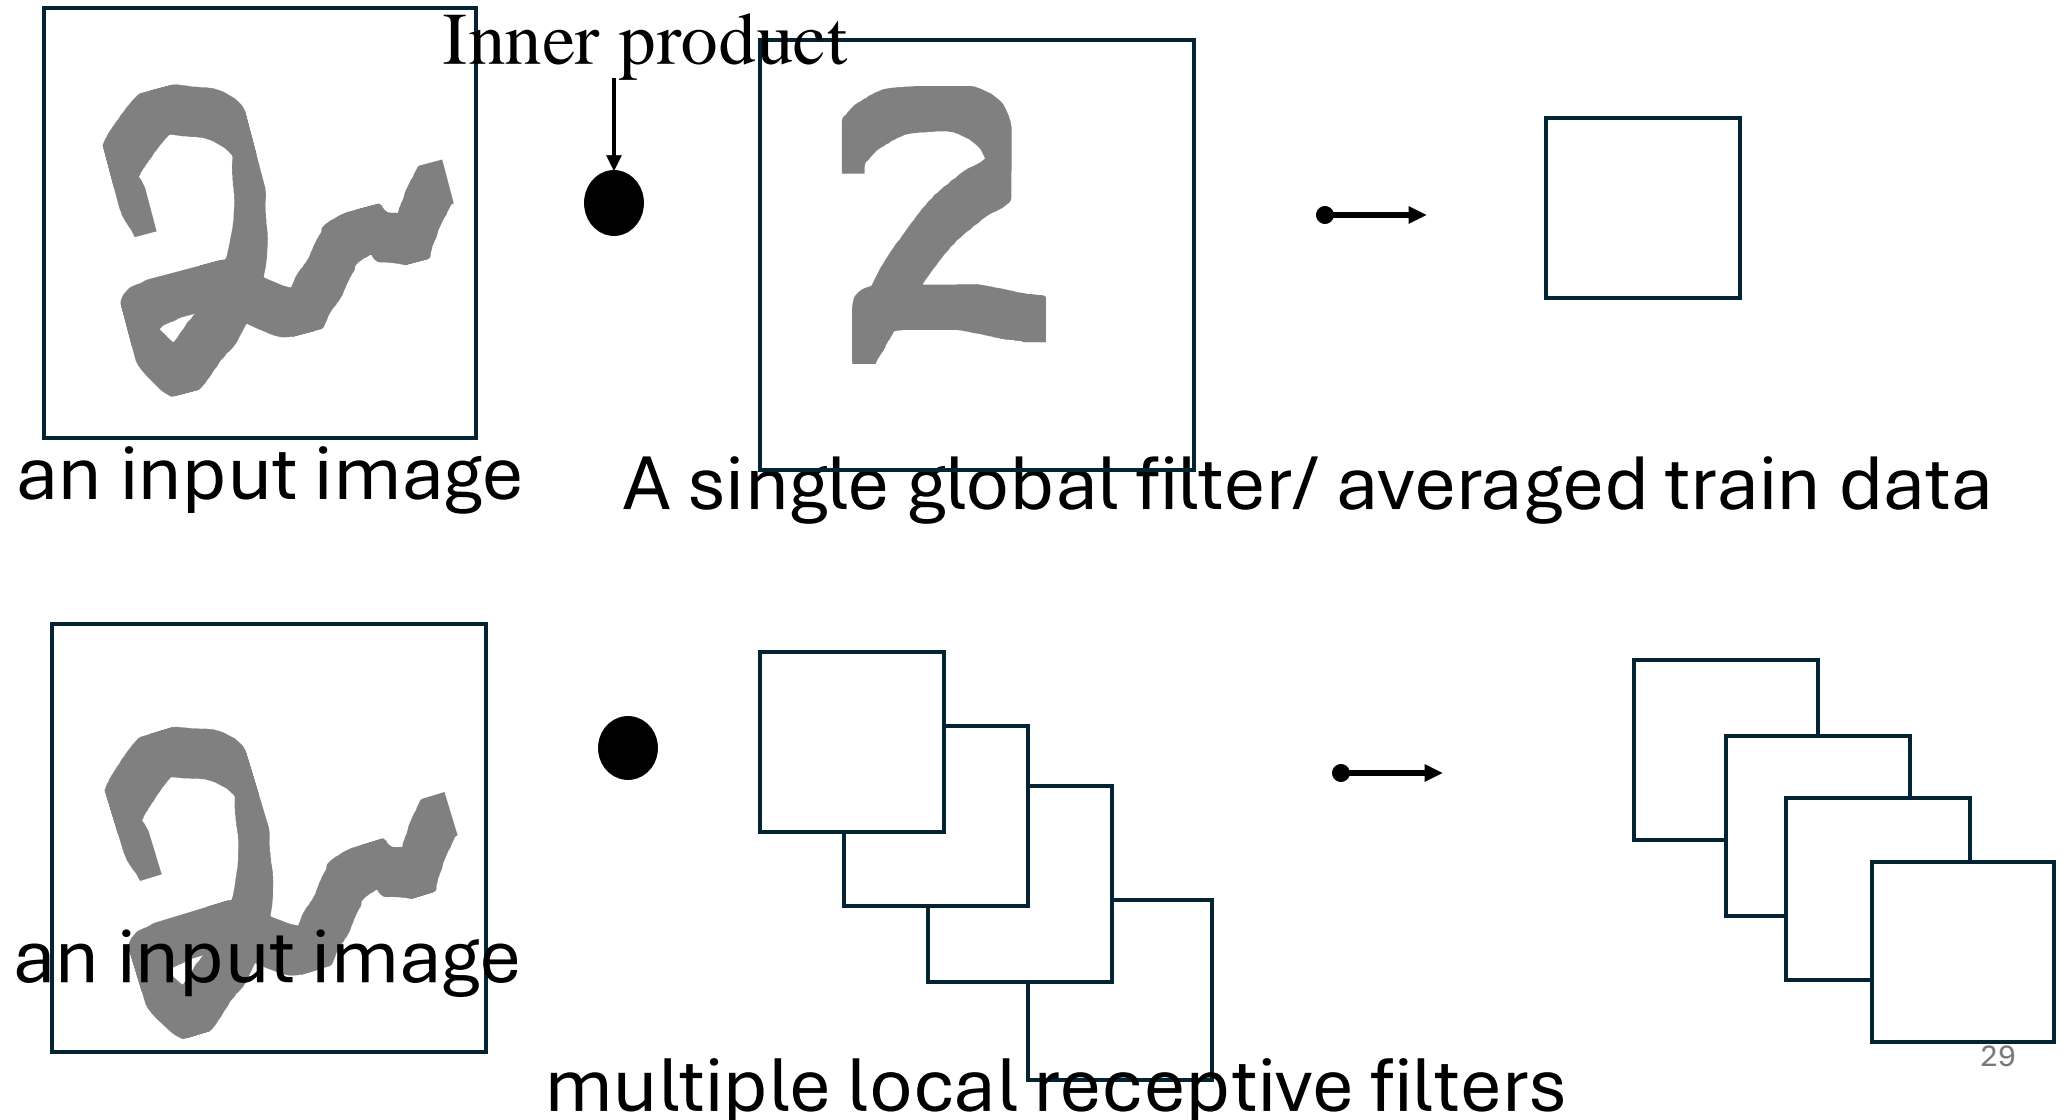 Inner product
an input image
A single global filter/ averaged train data
an input image
multiple local receptive filters
29